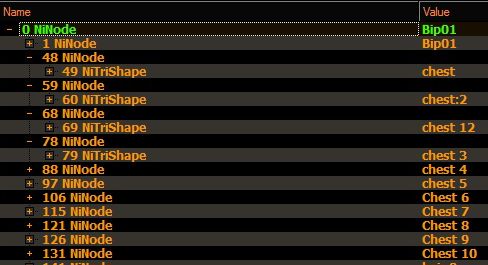 Name Value
0 NiNode Bip01
1 NiNode Bip01
48 NiNode
49 NiTriShape chest
59 NiNode
60 NiTriShape chest:2
68 NiNode
69 NiTriShape chest 12
78 NiNode
79 NiTriShape chest 3
88 NiNode chest 4
97 NiNode chest 5
106 NiNode Chest 6
115 NiNode Chest 7
121 NiNode Chest 8
126 NiNode Chest 9
131 NiNode Chest 10